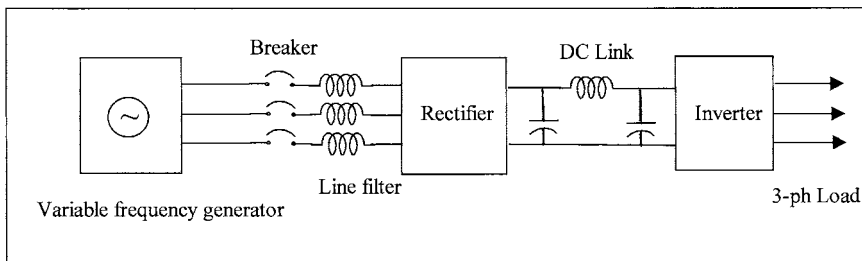 Breaker
DC Link
~
Rectifier
Inverter
Line filter
Variable frequency generator
3-ph Load